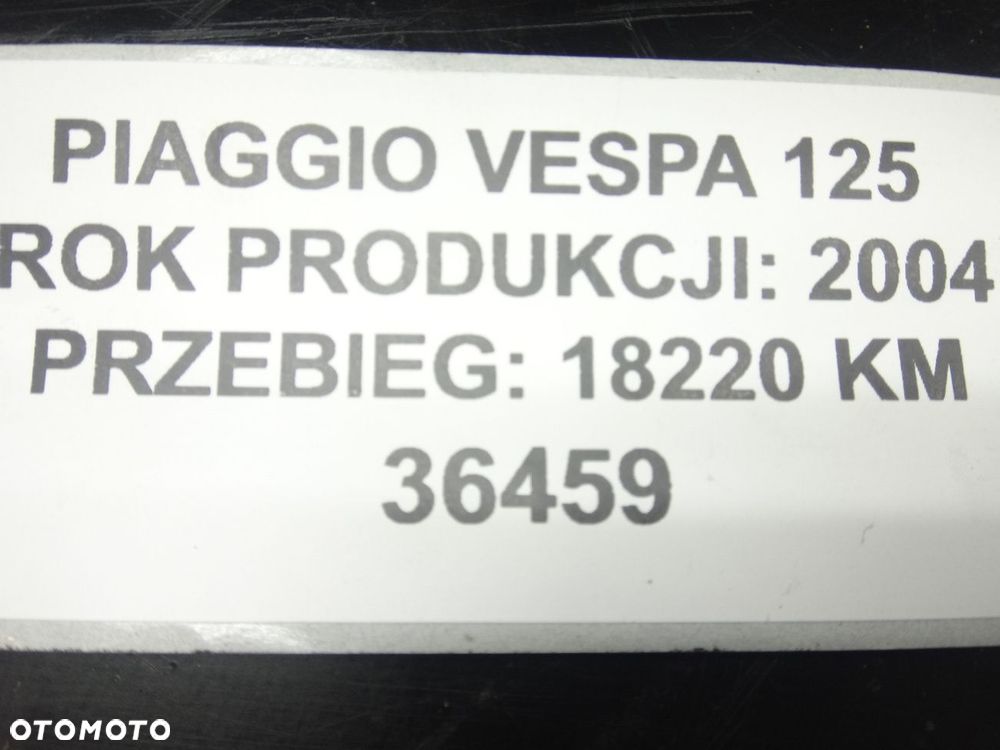 PIAGGIO VESPA 125
ROK PRODUKCJI: 2004
PRZEBIEG: 18220 KM
36459
OTOMOTO